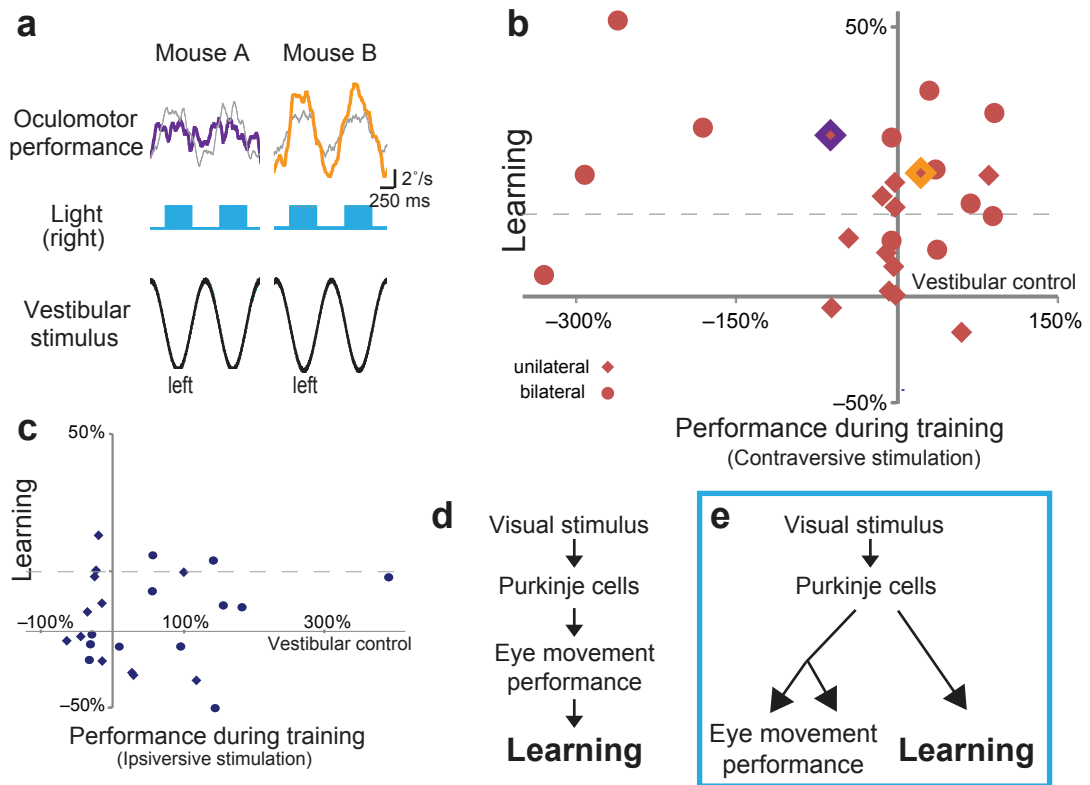 a
Mouse A
Mouse B
Oculomotor
performance
2˚/s
250 ms
Light
(right)
Vestibular
stimulus
left
left
b
50%
Learning
Vestibular control
–300%
–150%
150%
unilateral
bilateral
–50%
Performance during training
(Contraversive stimulation)
c
50%
Learning
–100%
100%
300%
Vestibular control
–50%
Performance during training
(Ipsiversive stimulation)
d
Visual stimulus
Purkinje cells
Eye movement
performance
Learning
e
Visual stimulus
Purkinje cells
Eye movement
performance
Learning